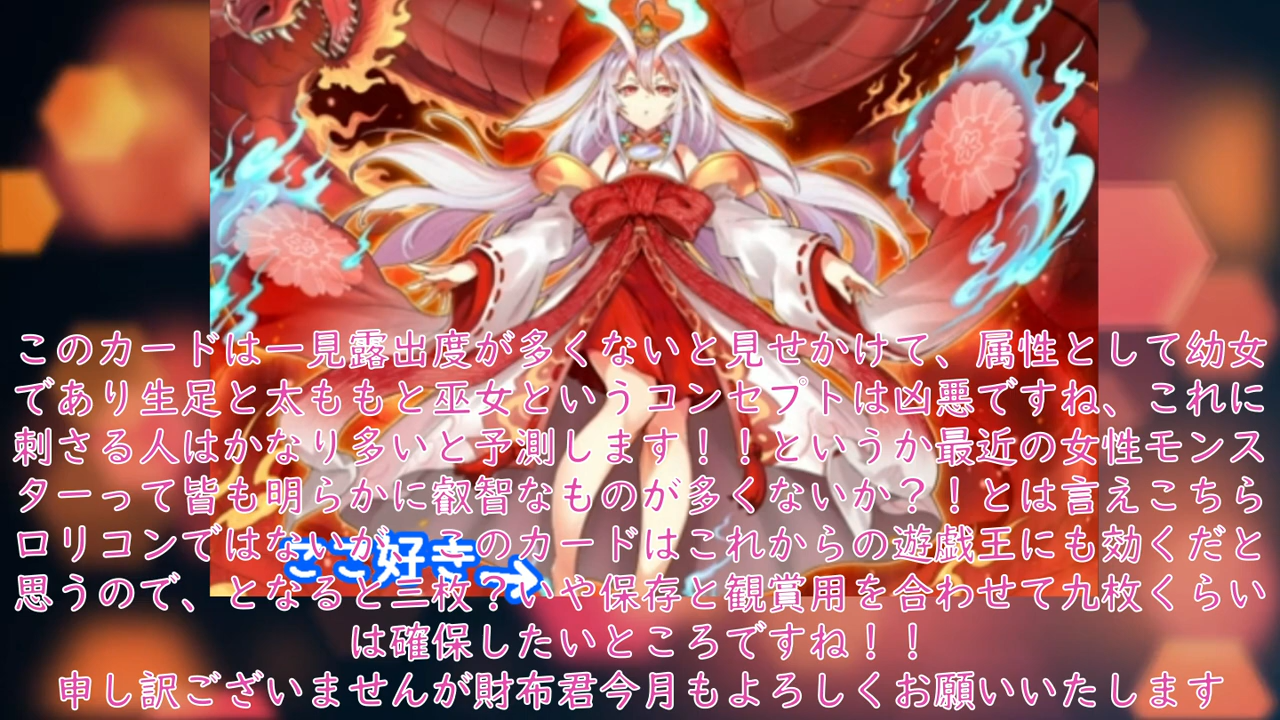 このカードは一見露出度が多くないと見せかけて、属性として幼女
であり生足と太ももと巫女というコンセプトは凶悪ですね、これに
刺さる人はかなり多いと予測します！！というか最近の女性モンス
ターって皆も明らかに叡智なものが多くないか？！とは言えこちら
ロリコンではないが、このカードはこれからの遊戯王にも効くだと
ここ好き→
思うので、となると三枚？いや保存と観賞用を合わせて九枚くらい
は確保したいところですね！！
申し訳ございませんが財布君今月もよろしくお願いいたします